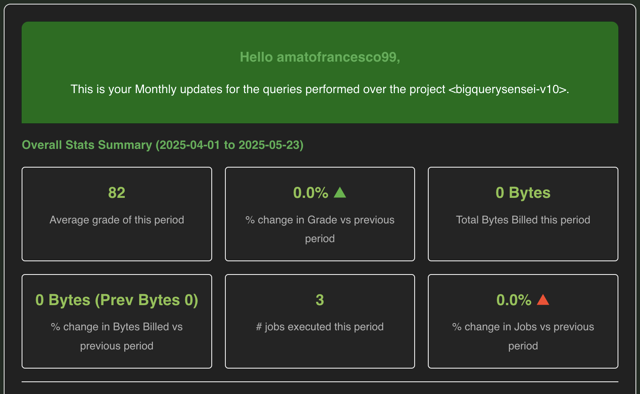 Hello amatofrancesco99,
This is your Monthly updates for the queries performed over the project <bigquerysensei-v10>.
Overall Stats Summary (2025-04-01 to 2025-05-23)
82
Average grade of this period
0.0% ▲
% change in Grade vs previous
period
0 Bytes
Total Bytes Billed this period
0 Bytes (Prev Bytes 0)
% change in Bytes Billed vs
previous period
3
# jobs executed this period
0.0% ▲
% change in Jobs vs previous
period